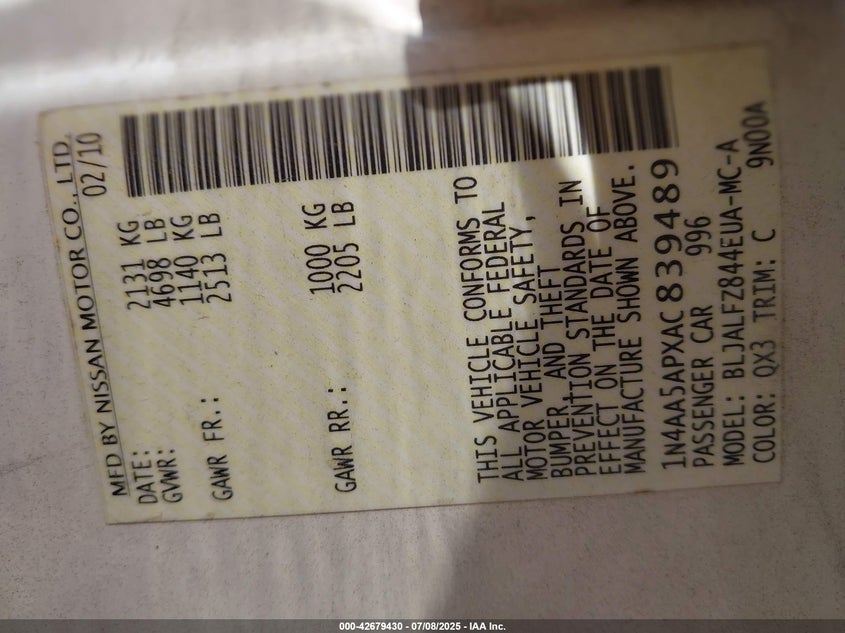 MFD BY NISSAN MOTOR CO., LTD.
DATE: 02/10
GVWR: 2131 KG
4698 LB
GAWR FR.: 1140 KG
2513 LB
GAWR RR.: 1000 KG
2205 LB
THIS VEHICLE CONFORMS TO
ALL APPLICABLE FEDERAL
MOTOR VEHICLE SAFETY,
BUMPER, AND THEFT
PREVENTION STANDARDS IN
EFFECT ON THE DATE OF
MANUFACTURE SHOWN ABOVE.
1N4AA5APXAC839489
PASSENGER CAR 996
MODEL: BLJALFZ844EUA-MC-A
COLOR: QX3 TRIM: C 9N00A
000-42679430 - 07/08/2025 - IAA Inc.